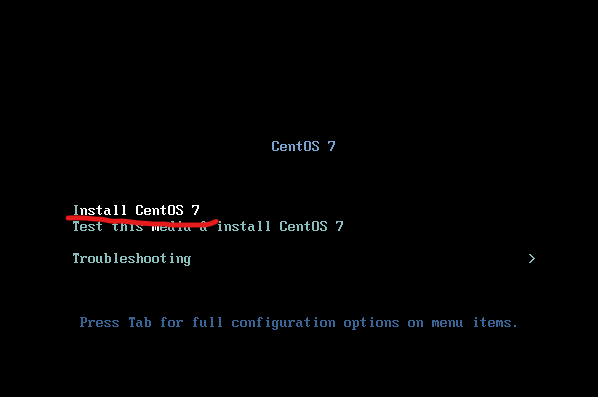 CentOS 7
Install CentOS 7
Test this media & install CentOS 7
Troubleshooting >
Press Tab for full configuration options on menu items.